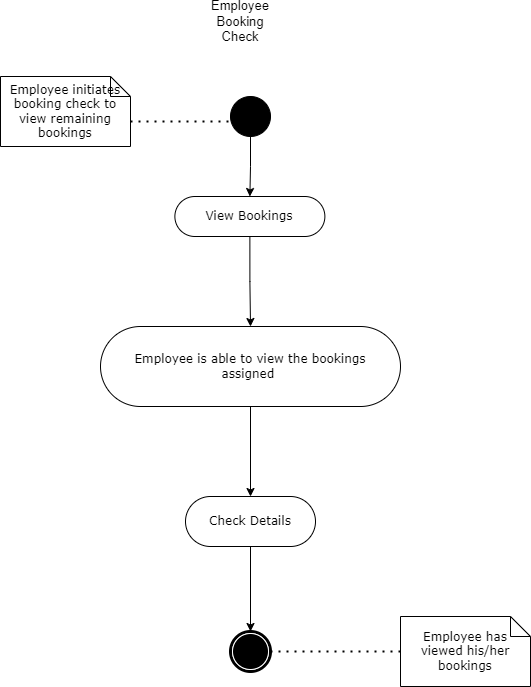 Employee
Booking
Check
Employee initiates
booking check to
view remaining
bookings
View Bookings
Employee is able to view the bookings
assigned
Check Details
Employee has
viewed his/her
bookings